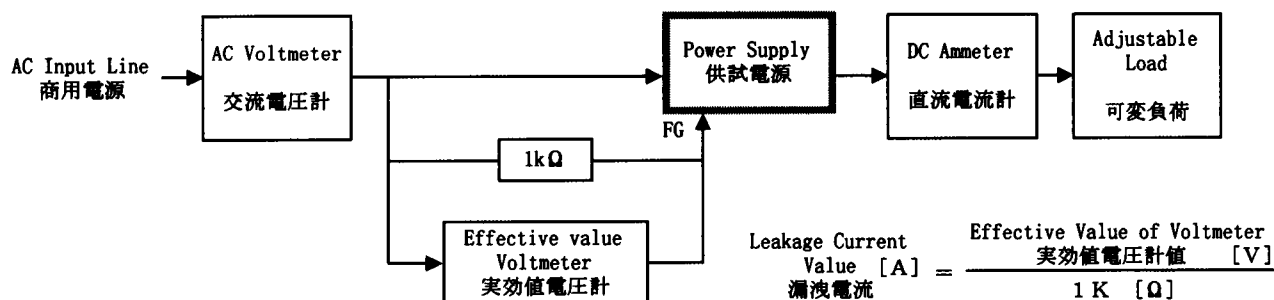 AC Input Line
商用電源
AC Voltmeter
交流電圧計
Power Supply
供試電源
DC Ammeter
直流電流計
Adjustable
Load
可変負荷
FG
1kΩ
Effective value
Voltmeter
実効値電圧計
Leakage Current
Value [A] =
漏洩電流
Effective Value of Voltmeter
実効値電圧計値 [V]
1 K [Ω]